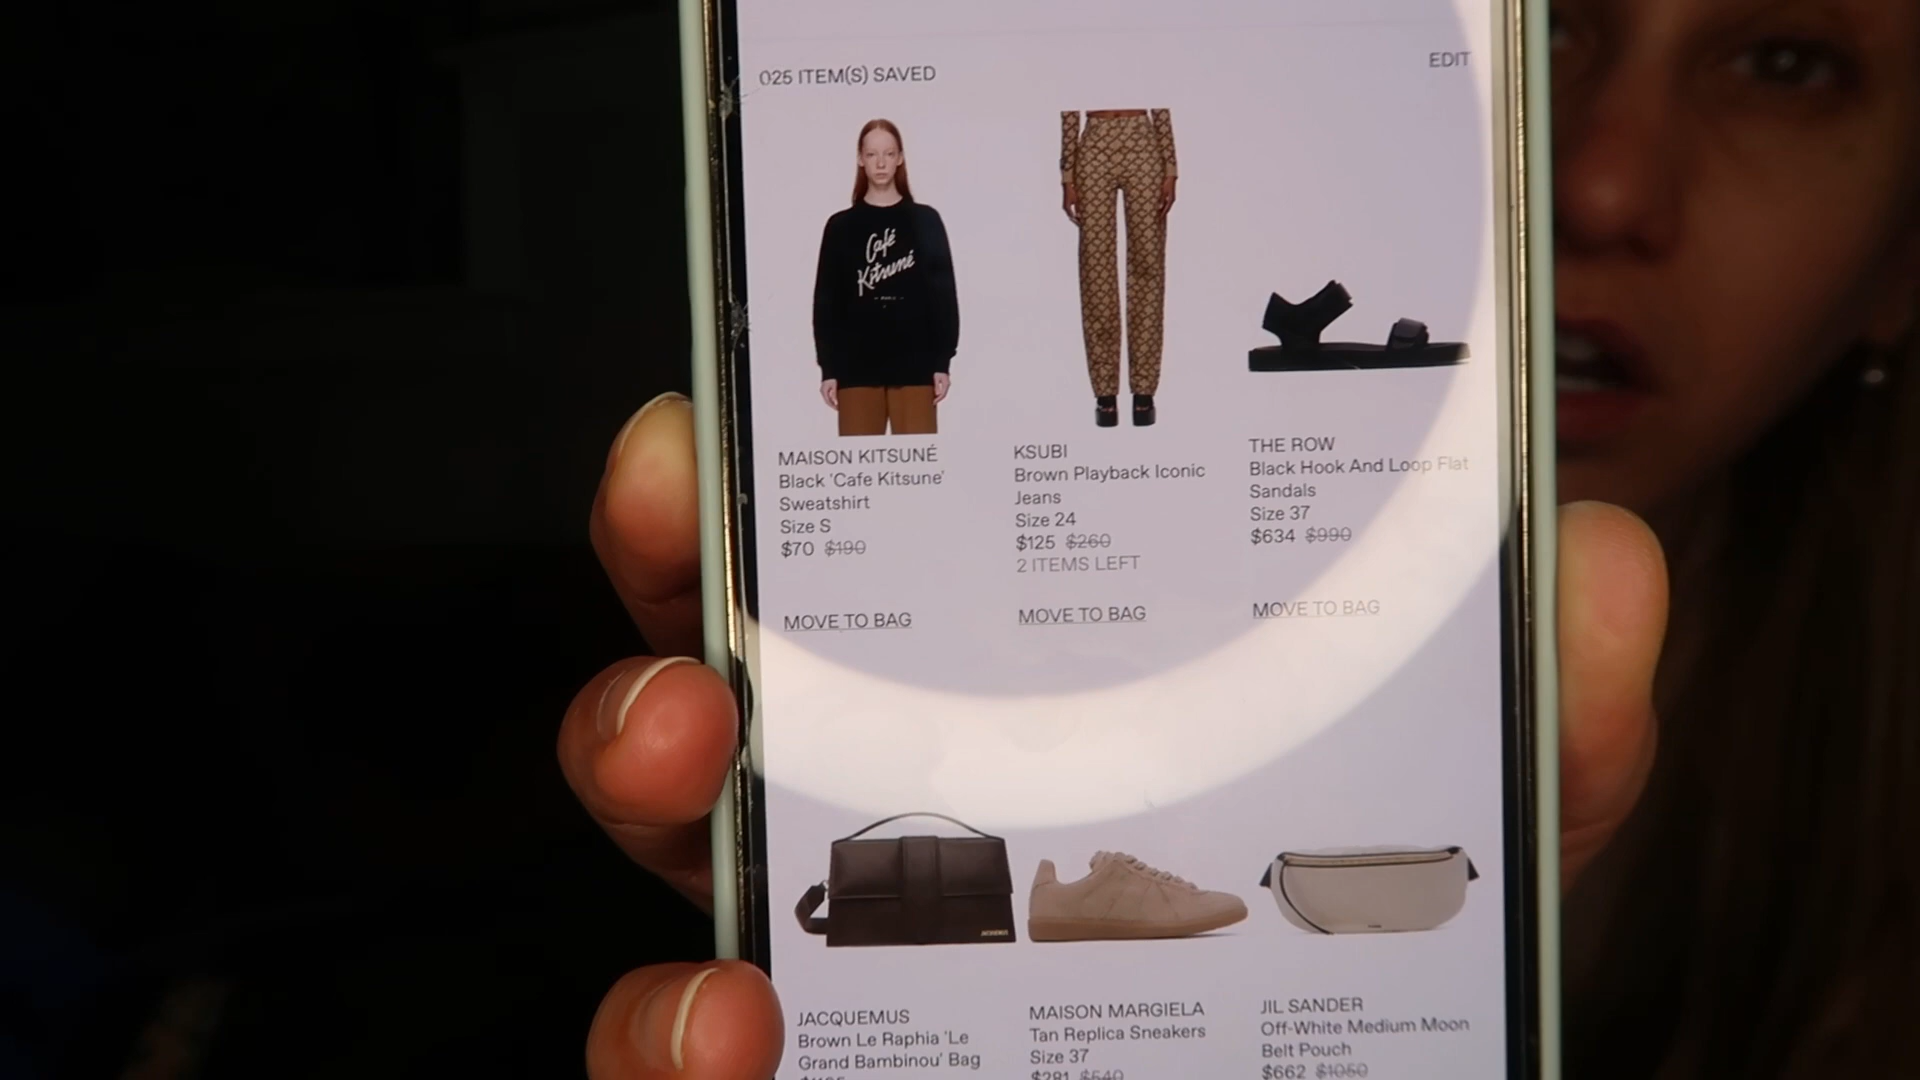 025 ITEM(S) SAVED
EDIT
Café
Kitsuné
MAISON KITSUNÉ
Black 'Cafe Kitsune'
Sweatshirt
Size S
$70 $190
MOVE TO BAG
KSUBI
Brown Playback Iconic
Jeans
Size 24
$125 $260
2 ITEMS LEFT
MOVE TO BAG
THE ROW
Black Hook And Loop Flat
Sandals
Size 37
$634 $990
MOVE TO BAG
JACQUEMUS
JACQUEMUS
Brown Le Raphia 'Le
Grand Bambinou' Bag
MAISON MARGIELA
Tan Replica Sneakers
Size 37
$281 $540
JIL SANDER
Off-White Medium Moon
Belt Pouch
$662 $1050